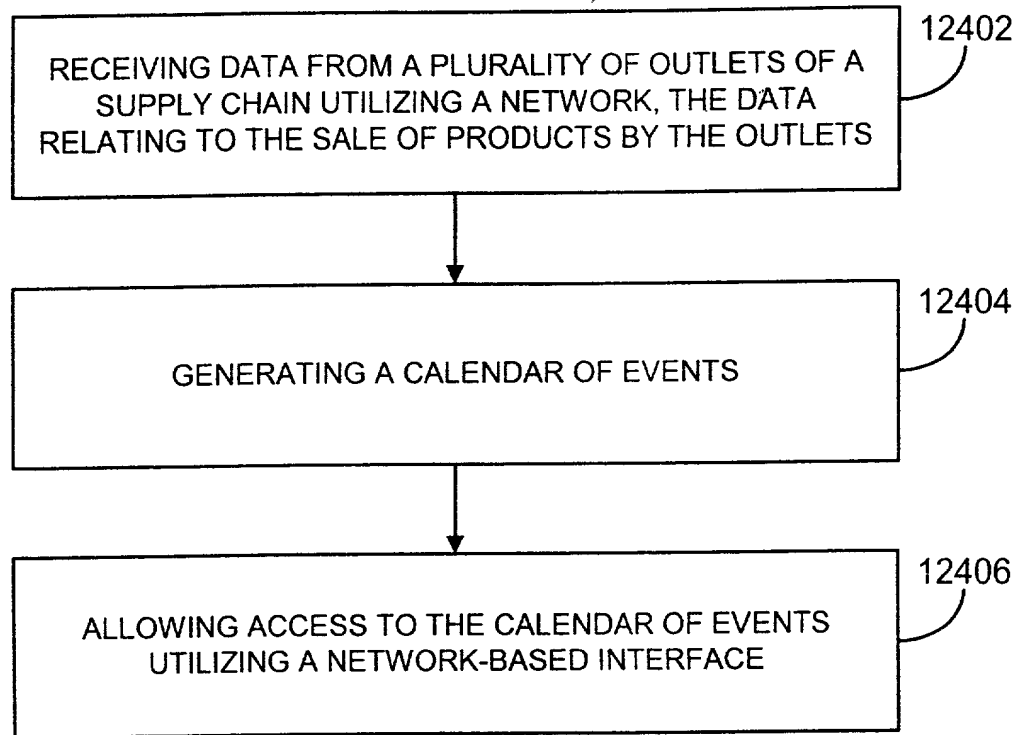 12402
RECEIVING DATA FROM A PLURALITY OF OUTLETS OF A
SUPPLY CHAIN UTILIZING A NETWORK, THE DATA
RELATING TO THE SALE OF PRODUCTS BY THE OUTLETS
12404
GENERATING A CALENDAR OF EVENTS
12406
ALLOWING ACCESS TO THE CALENDAR OF EVENTS
UTILIZING A NETWORK-BASED INTERFACE